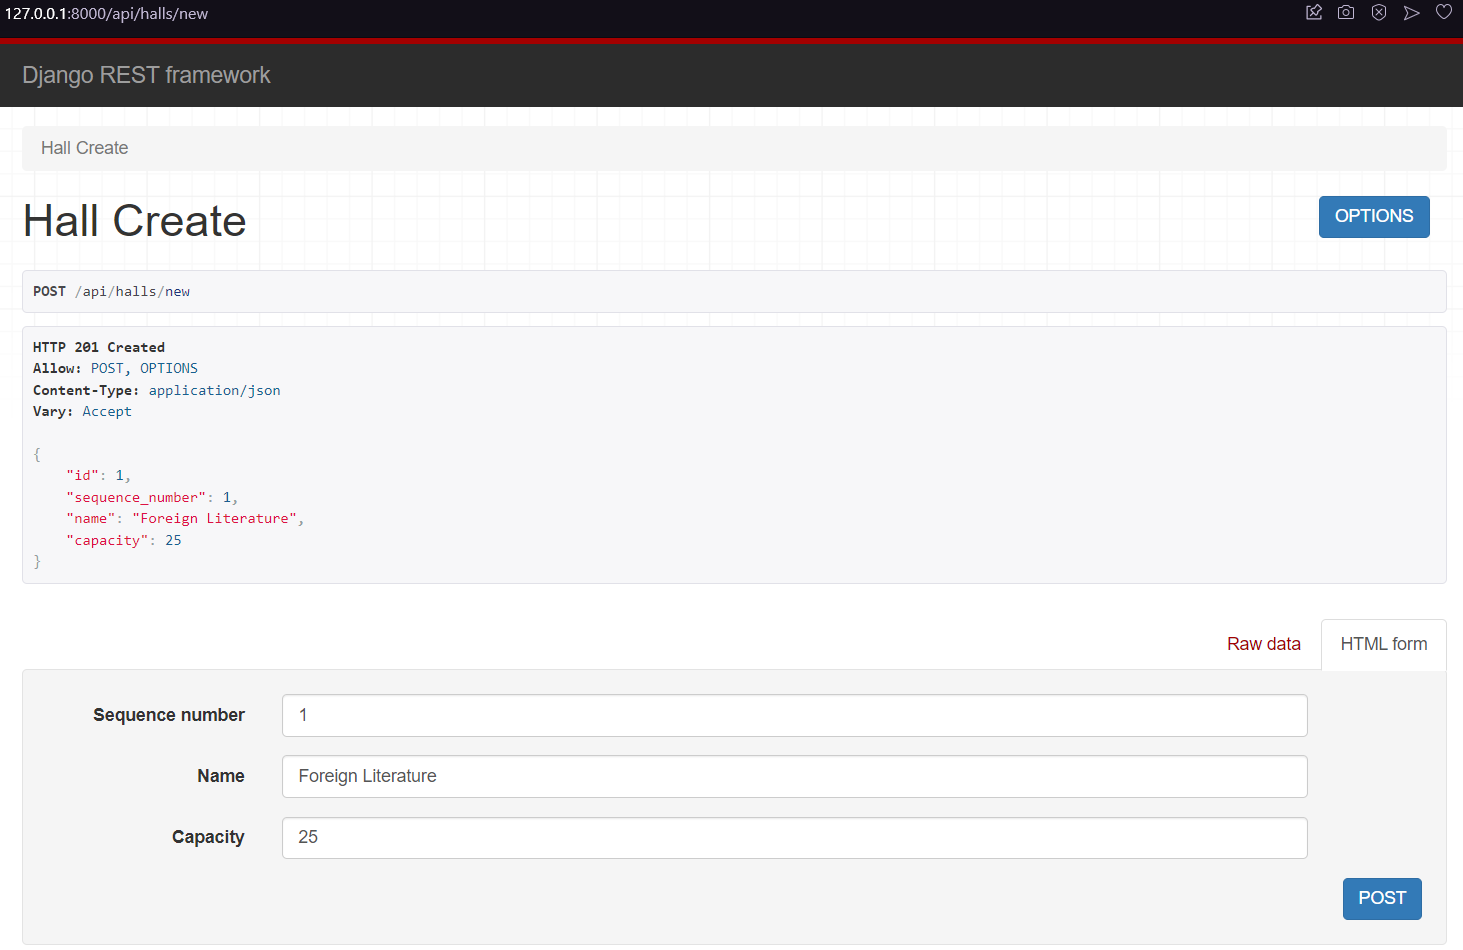 127.0.0.1:8000/api/halls/new
Django REST framework
Hall Create
Hall Create
OPTIONS
POST /api/halls/new
HTTP 201 Created
Allow: POST, OPTIONS
Content-Type: application/json
Vary: Accept
{
    "id": 1,
    "sequence_number": 1,
    "name": "Foreign Literature",
    "capacity": 25
}
Raw data
HTML form
Sequence number
1
Name
Foreign Literature
Capacity
25
POST